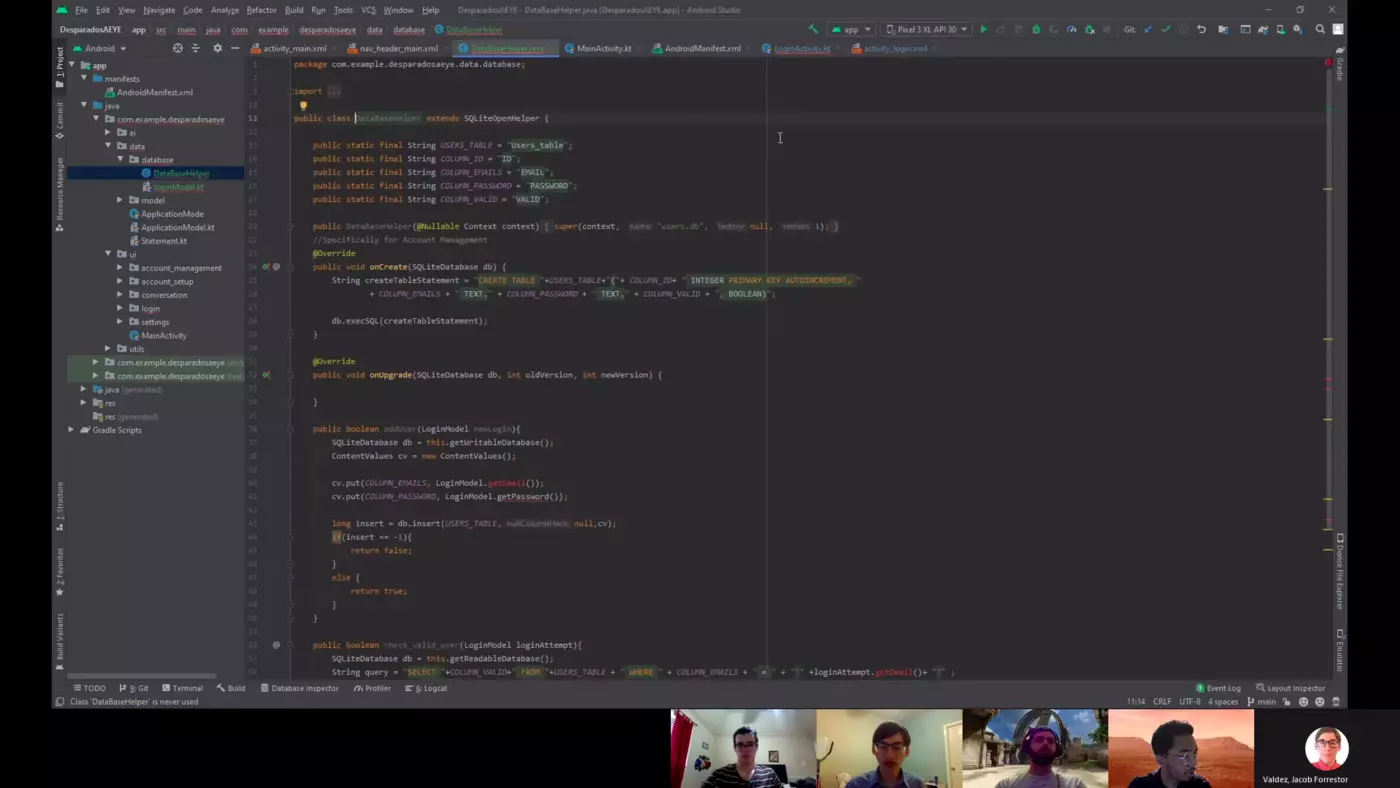 File Edit View Navigate Code Analyze Refactor Build Run Tools VCS Window Help DesparadosAEYE - DataBaseHelper.java [DesparadosAEYE.app] - Android Studio
DesparadosAEYE app src main java com example desparadosaeye data database DataBaseHelper app Pixel 3 XL API 30 Git:
Android activity_main.xml nav_header_main.xml DataBaseHelper.java MainActivity.kt AndroidManifest.xml LoginActivity.kt activity_login.xml
1: Project
Commit
Resource Manager
7: Structure
2: Favorites
Build Variants
app
manifests
AndroidManifest.xml
java
com.example.desparadosaeye
ai
data
database
DataBaseHelper
loginModel.kt
model
ApplicationMode
ApplicationModel.kt
Statement.kt
ui
account_management
account_setup
conversation
login
settings
MainActivity
utils
com.example.desparadosaeye
com.example.desparadosaeye
java (generated)
res
res (generated)
Gradle Scripts
package com.example.desparadosaeye.data.database;
import ...
public class DataBaseHelper extends SQLiteOpenHelper {
public static final String USERS_TABLE = "Users_table";
public static final String COLUMN_ID = "ID";
public static final String COLUMN_EMAILS = "EMAIL";
public static final String COLUMN_PASSWORD = "PASSWORD";
public static final String COLUMN_VALID = "VALID";
public DataBaseHelper(@Nullable Context context) { super(context, name: "users.db", factory: null, version: 1); }
//Specifically for Account Management
@Override
public void onCreate(SQLiteDatabase db) {
String createTableStatement = "CREATE TABLE "+USERS_TABLE+"("+ COLUMN_ID+ " INTEGER PRIMARY KEY AUTOINCREMENT, "
+ COLUMN_EMAILS + " TEXT," + COLUMN_PASSWORD + " TEXT," + COLUMN_VALID + ", BOOLEAN)";
db.execSQL(createTableStatement);
}
@Override
public void onUpgrade(SQLiteDatabase db, int oldVersion, int newVersion) {
}
public boolean addUser(LoginModel newLogin){
SQLiteDatabase db = this.getWritableDatabase();
ContentValues cv = new ContentValues();
cv.put(COLUMN_EMAILS, LoginModel.getEmail());
cv.put(COLUMN_PASSWORD, LoginModel.getPassword());
long insert = db.insert(USERS_TABLE, nullColumnHack: null,cv);
if(insert == -1){
return false;
}
else {
return true;
}
}
public boolean check_valid_user(LoginModel loginAttempt){
SQLiteDatabase db = this.getReadableDatabase();
String query = "SELECT "+COLUMN_VALID+" FROM "+USERS_TABLE + " WHERE " + COLUMN_EMAILS + " = " + "'" +loginAttempt.getEmail()+ "'" ;
Gradle
Device File Explorer
Emulator
TODO 9: Git Terminal Build Database Inspector Profiler 6: Logcat Event Log Layout Inspector
Class 'DataBaseHelper' is never used 11:14 CRLF UTF-8 4 spaces main
Valdez, Jacob Forrestor